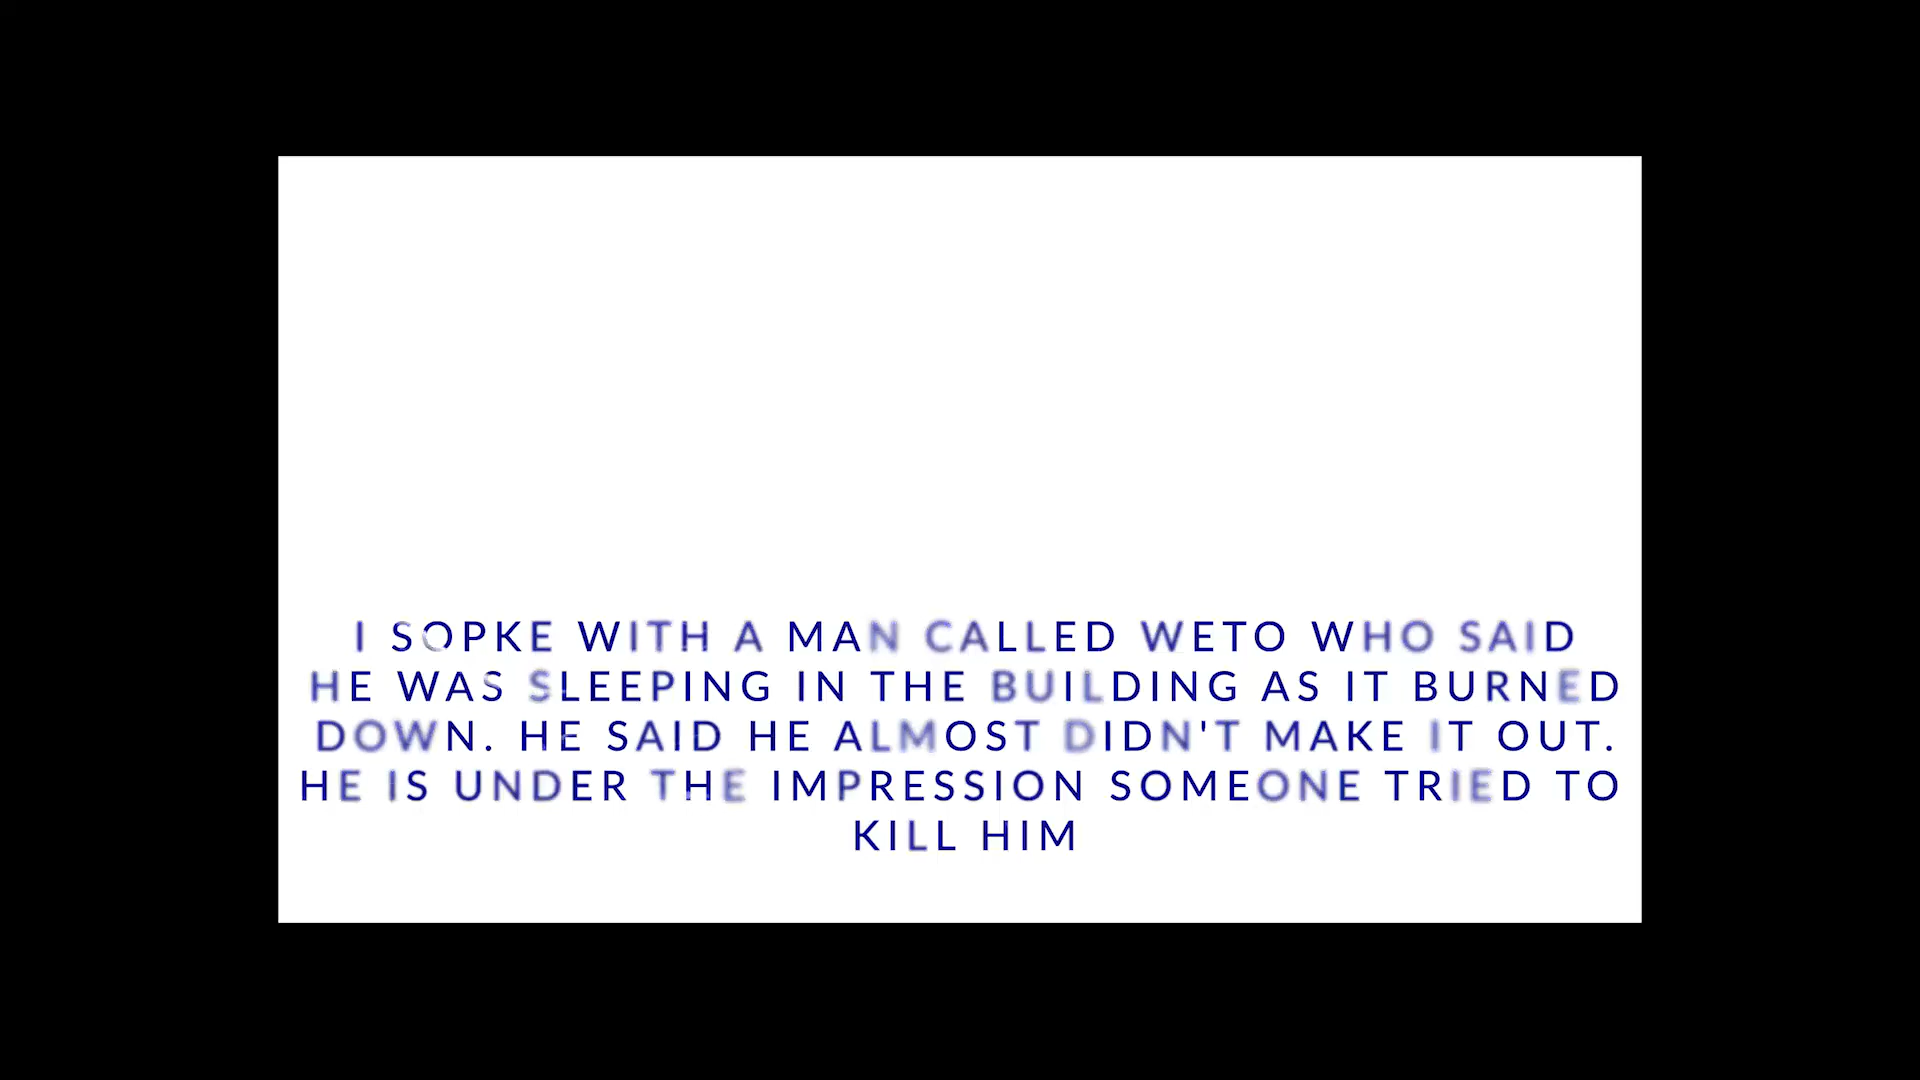 I SOPKE WITH A MAN CALLED WETO WHO SAID
HE WAS SLEEPING IN THE BUILDING AS IT BURNED
DOWN. HE SAID HE ALMOST DIDN'T MAKE IT OUT.
HE IS UNDER THE IMPRESSION SOMEONE TRIED TO
KILL HIM